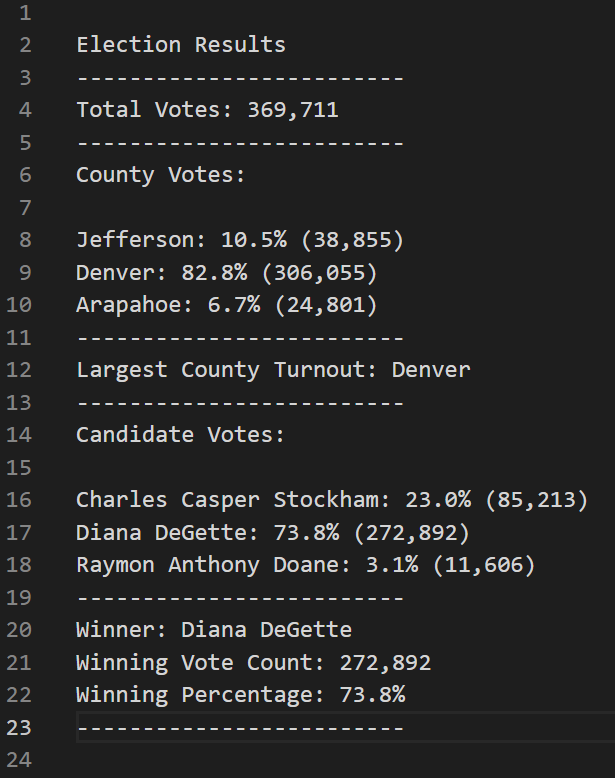 1
2 Election Results
3 -------------------------
4 Total Votes: 369,711
5 -------------------------
6 County Votes:
7
8 Jefferson: 10.5% (38,855)
9 Denver: 82.8% (306,055)
10 Arapahoe: 6.7% (24,801)
11 -------------------------
12 Largest County Turnout: Denver
13 -------------------------
14 Candidate Votes:
15
16 Charles Casper Stockham: 23.0% (85,213)
17 Diana DeGette: 73.8% (272,892)
18 Raymon Anthony Doane: 3.1% (11,606)
19 -------------------------
20 Winner: Diana DeGette
21 Winning Vote Count: 272,892
22 Winning Percentage: 73.8%
23 -------------------------
24